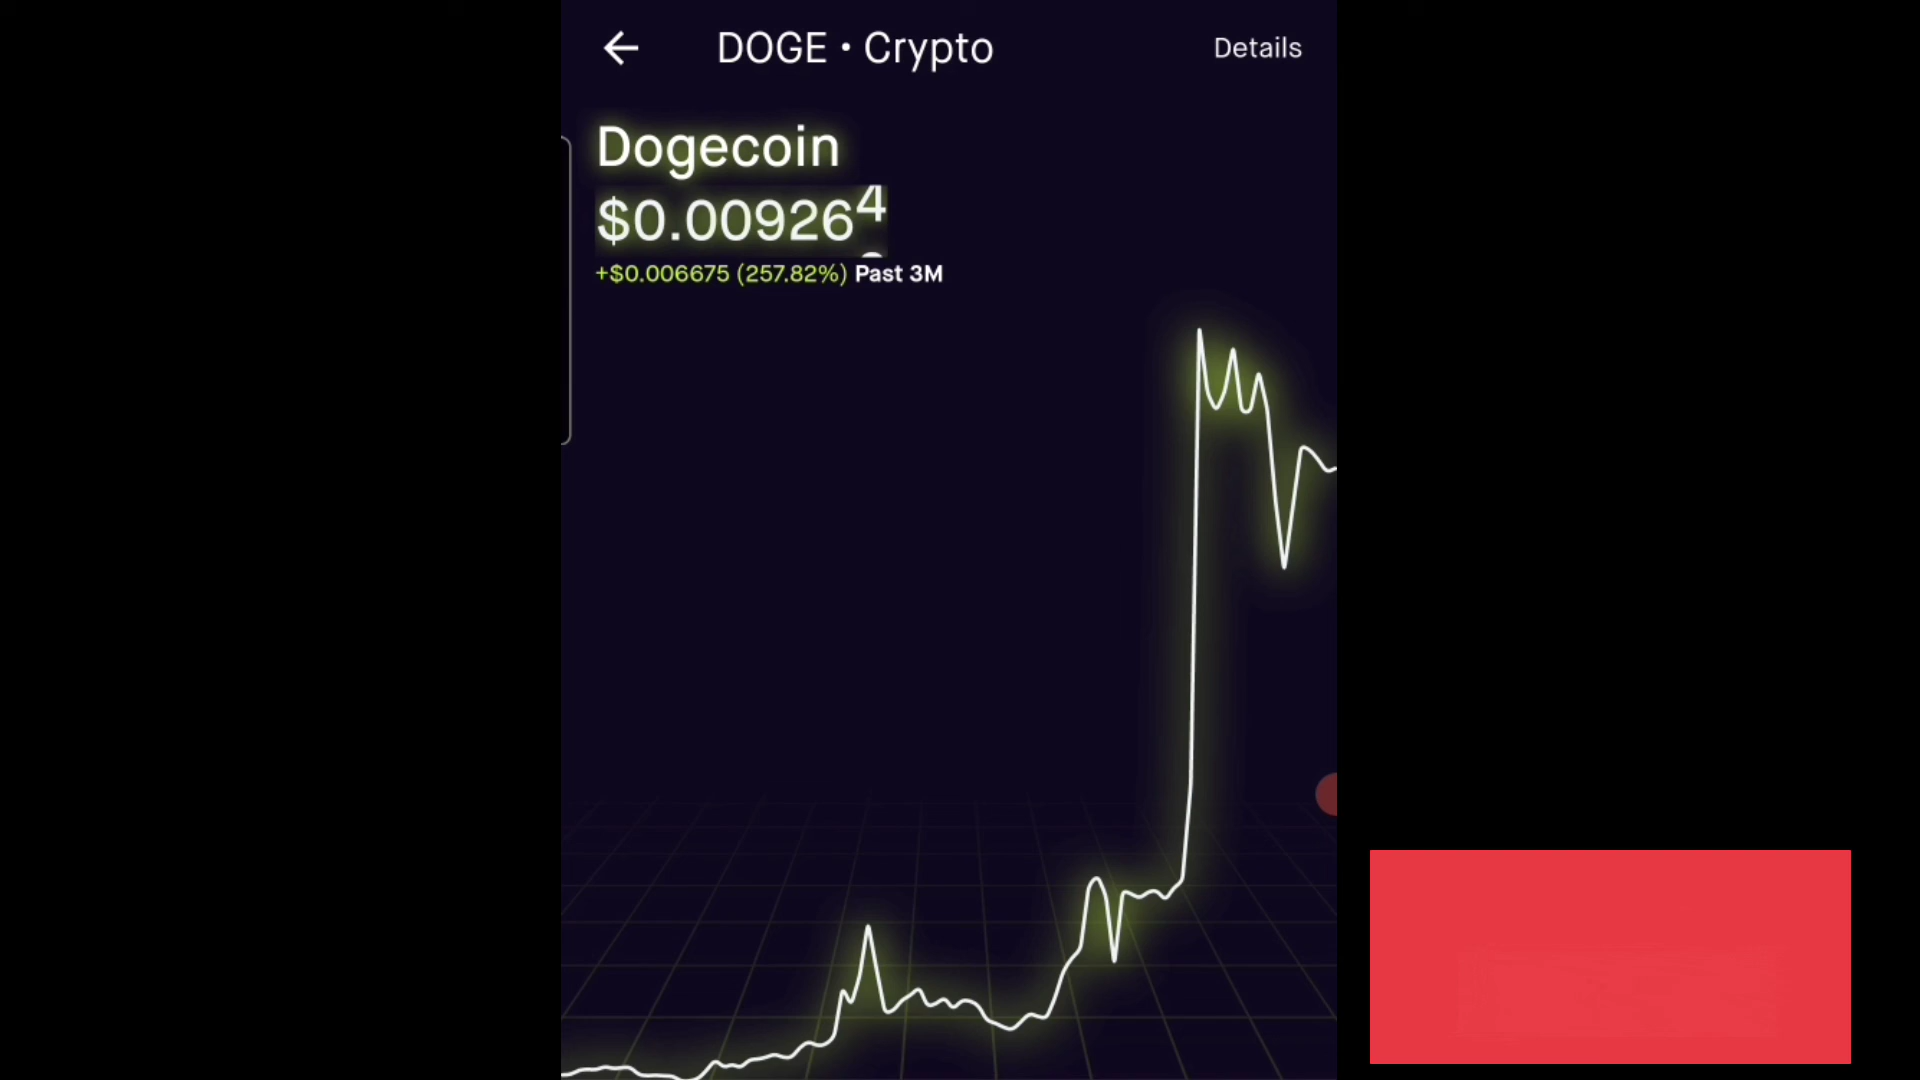 DOGE • Crypto
Details
Dogecoin
$0.009264
+$0.006675 (257.82%) Past 3M